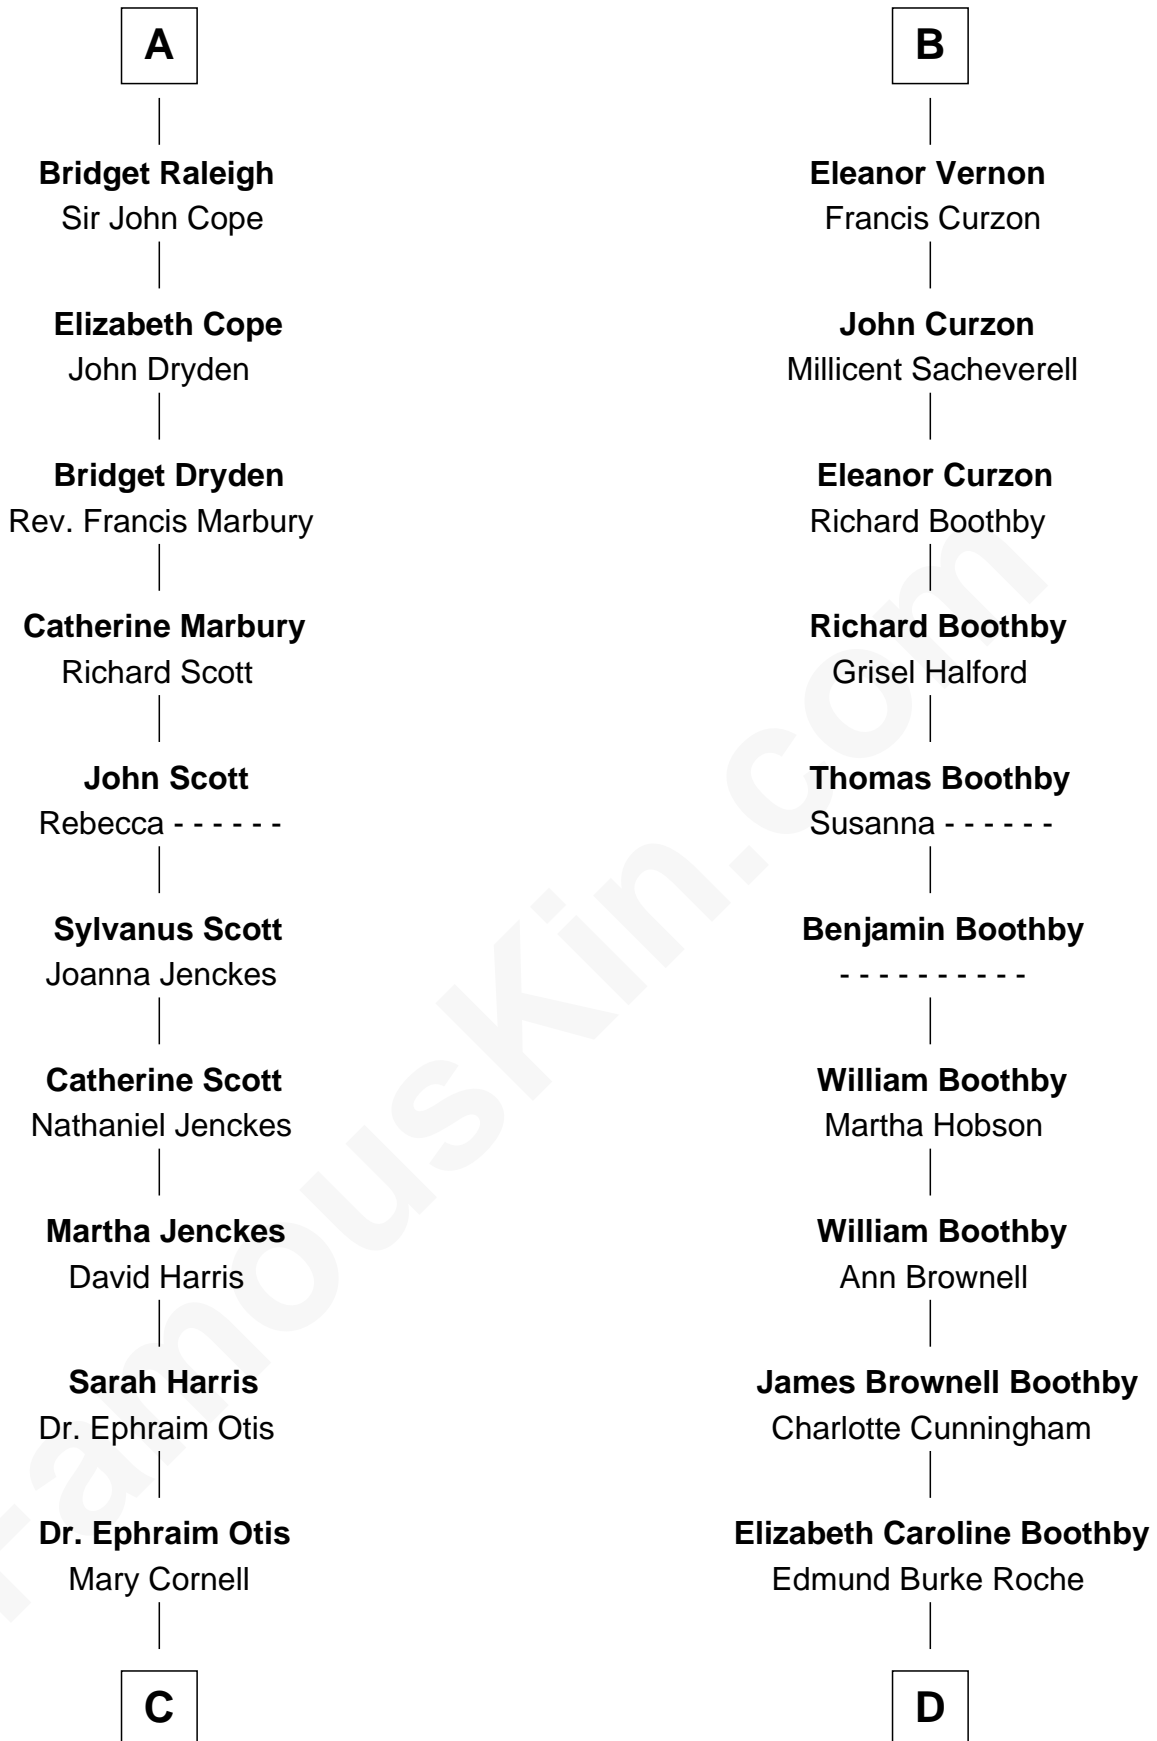 A
Bridget Raleigh
Sir John Cope
Elizabeth Cope
John Dryden
Bridget Dryden
Rev. Francis Marbury
Catherine Marbury
Richard Scott
John Scott
Rebecca - - - - - -
Sylvanus Scott
Joanna Jenckes
Catherine Scott
Nathaniel Jenckes
Martha Jenckes
David Harris
Sarah Harris
Dr. Ephraim Otis
Dr. Ephraim Otis
Mary Cornell
C
B
Eleanor Vernon
Francis Curzon
John Curzon
Millicent Sacheverell
Eleanor Curzon
Richard Boothby
Richard Boothby
Grisel Halford
Thomas Boothby
Susanna - - - - - -
Benjamin Boothby
- - - - - - - - - -
William Boothby
Martha Hobson
William Boothby
Ann Brownell
James Brownell Boothby
Charlotte Cunningham
Elizabeth Caroline Boothby
Edmund Burke Roche
D
FamousKin.com